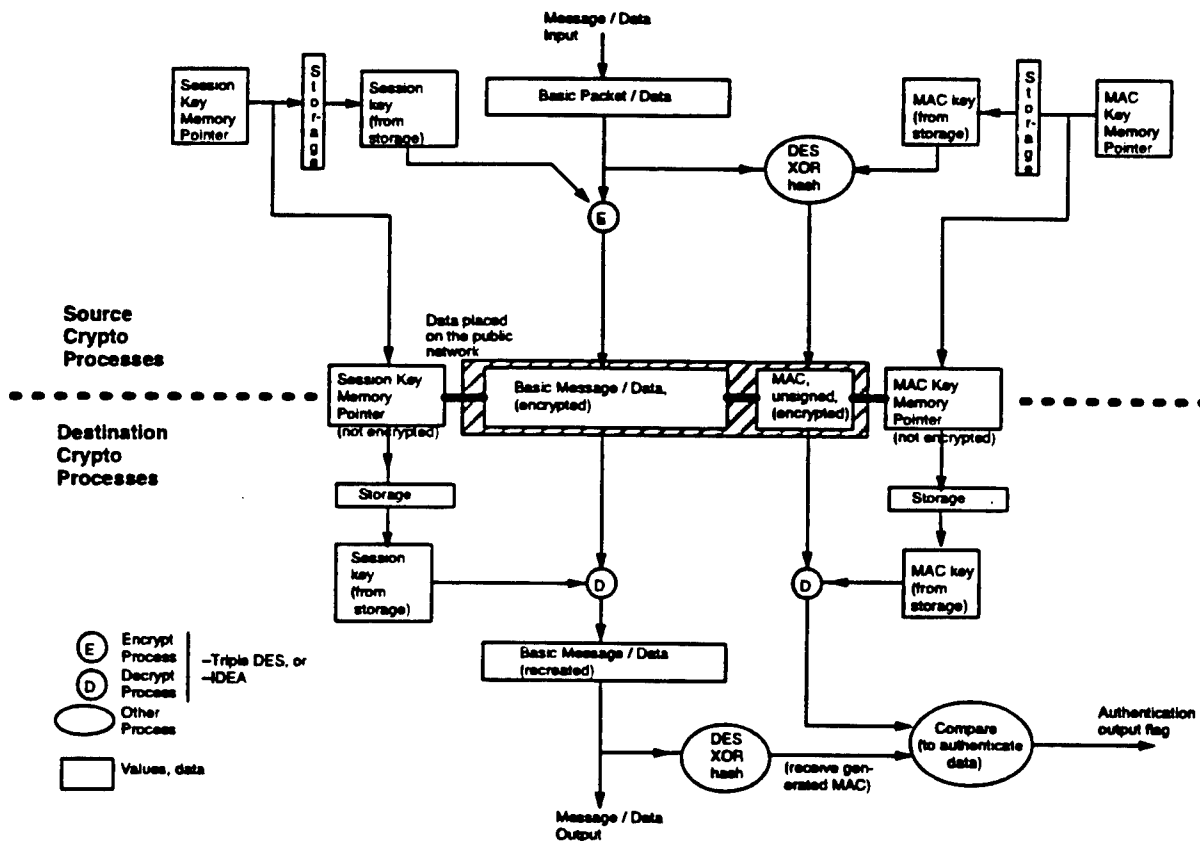 Message / Data
Input
Session
Key
Memory
Pointer
Storage
Session
key
(from
storage)
Basic Packet / Data
MAC key
(from
storage)
Storage
MAC
Key
Memory
Pointer
DES
XOR
hash
E
Source
Crypto
Processes
Data placed
on the public
network
Session Key
Memory
Pointer
(not encrypted)
Basic Message / Data,
(encrypted)
MAC,
unsigned,
(encrypted)
MAC Key
Memory
Pointer
(not encrypted)
Destination
Crypto
Processes
Storage
Storage
Session
key
(from
storage)
D
D
MAC key
(from
storage)
E
Encrypt
Process
D
Decrypt
Process
–Triple DES, or
–IDEA
Other
Process
Values, data
Basic Message / Data
(recreated)
DES
XOR
hash
(receive gen-
erated MAC)
Compare
(to authenticate
data)
Authentication
output flag
Message / Data
Output